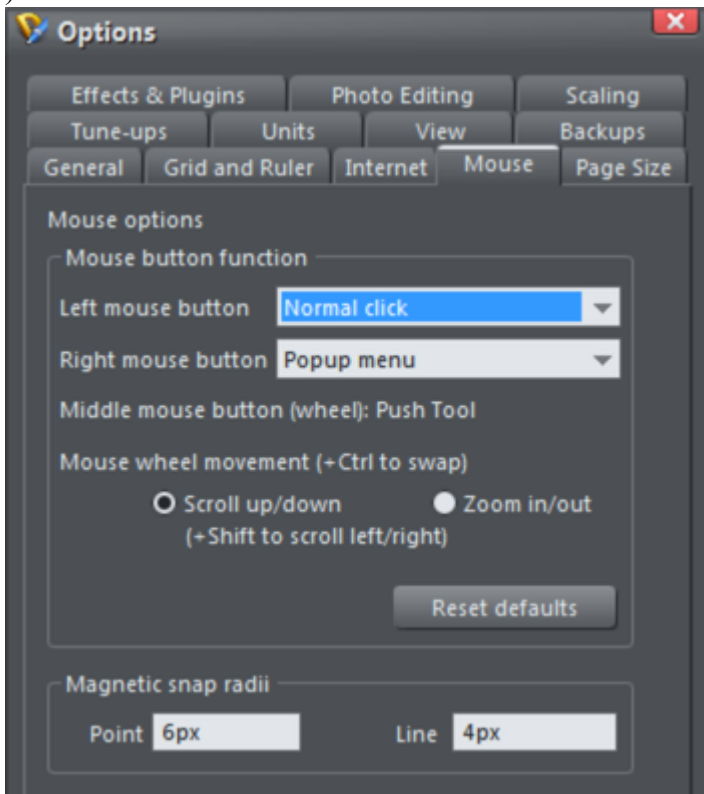 )
Options
Effects & Plugins Photo Editing Scaling
Tune-ups Units View Backups
General Grid and Ruler Internet Mouse Page Size
Mouse options
Mouse button function
Left mouse button Normal click
Right mouse button Popup menu
Middle mouse button (wheel): Push Tool
Mouse wheel movement (+Ctrl to swap)
Scroll up/down Zoom in/out
(+Shift to scroll left/right)
Reset defaults
Magnetic snap radii
Point 6px Line 4px